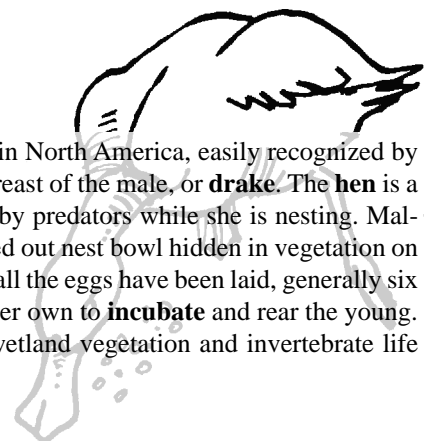 in North America, easily recognized by
reast of the male, or drake. The hen is a
by predators while she is nesting. Mal-
ed out nest bowl hidden in vegetation on
all the eggs have been laid, generally six
er own to incubate and rear the young.
wetland vegetation and invertebrate life